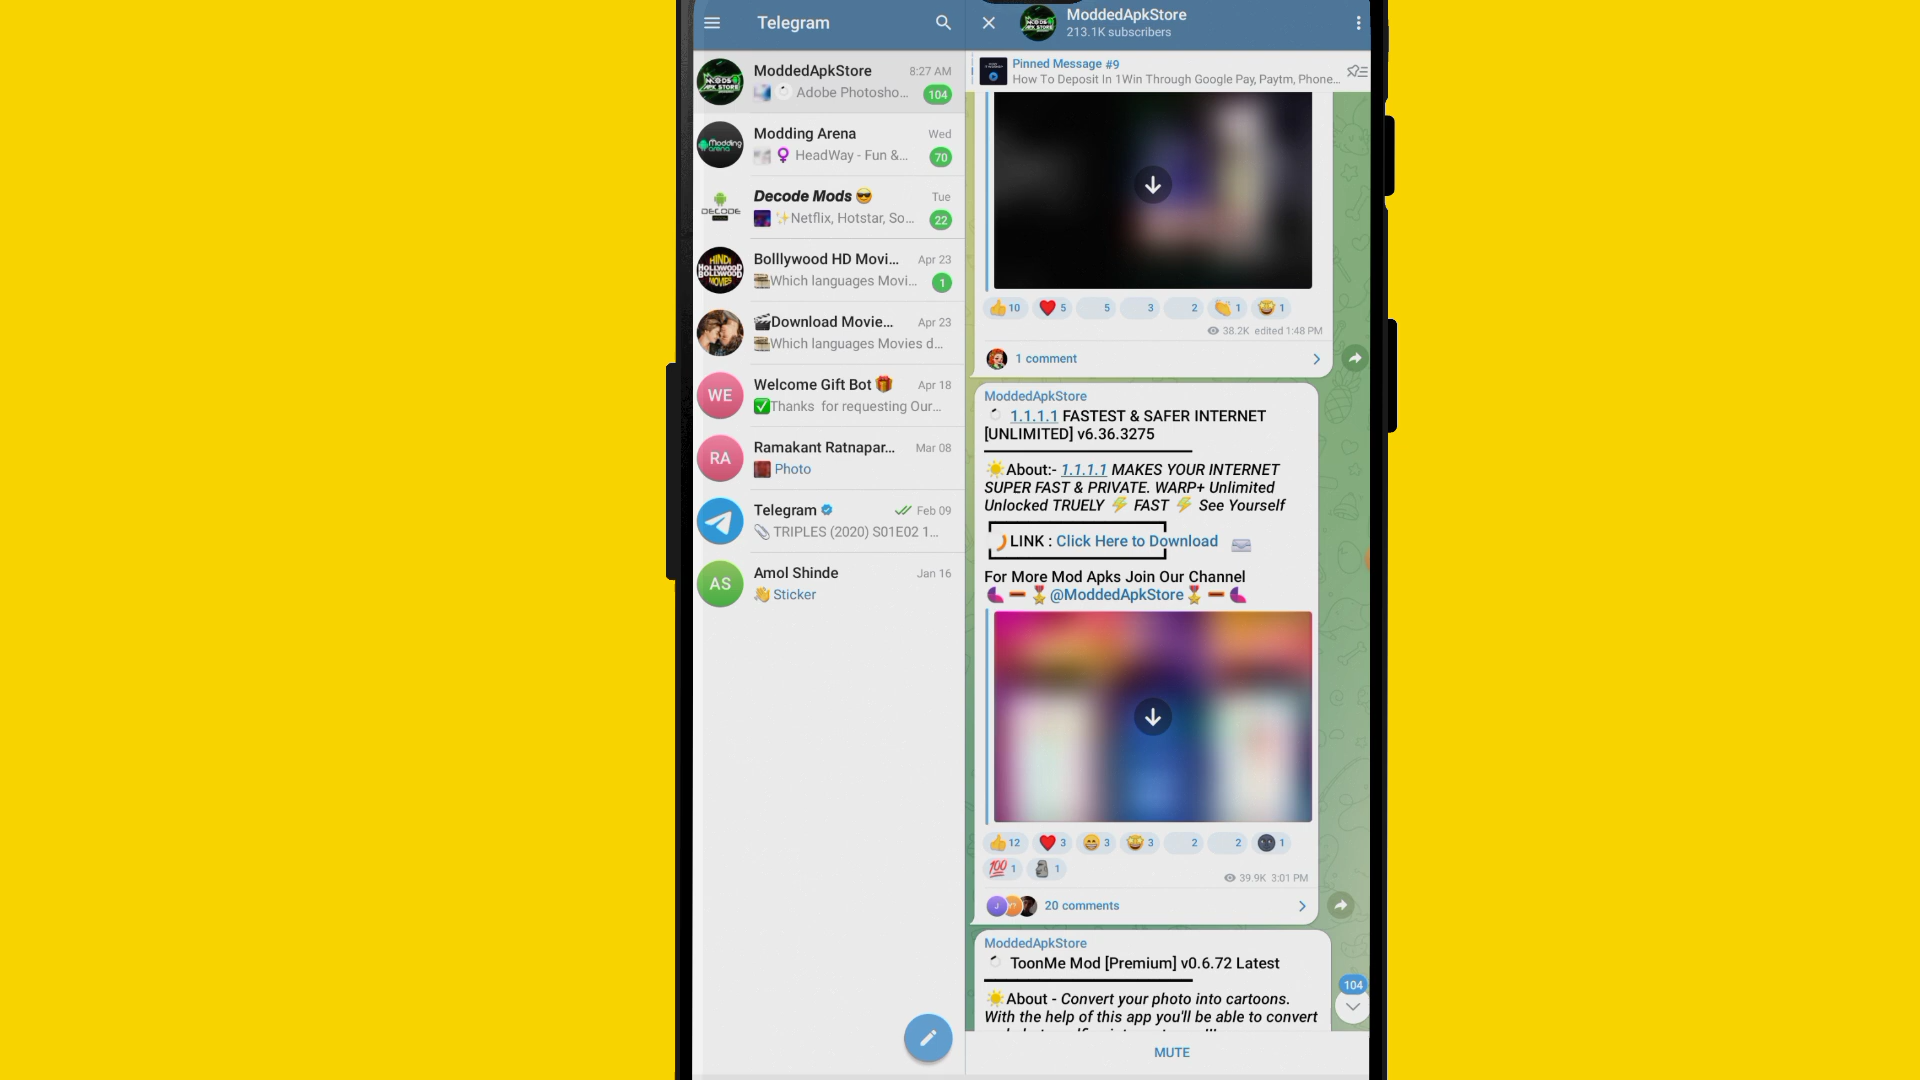 Telegram
ModdedApkStore
8:27 AM
Adobe Photosho...
104
Modding Arena
Wed
HeadWay - Fun &...
70
Decode Mods 😎
Tue
✨Netflix, Hotstar, So...
22
Bolllywood HD Movi...
Apr 23
Which languages Movi...
1
🎬Download Movie...
Apr 23
Which languages Movies d...
WE
Welcome Gift Bot 🎁
Apr 18
✅Thanks for requesting Our...
RA
Ramakant Ratnapar...
Mar 08
Photo
Telegram
Feb 09
📎 TRIPLES (2020) S01E02 1...
AS
Amol Shinde
Jan 16
👋 Sticker
ModdedApkStore
213.1K subscribers
Pinned Message #9
How To Deposit In 1Win Through Google Pay, Paytm, Phone...
👍10 ❤️5 5 3 2 👏1 🤩1
38.2K edited 1:48 PM
1 comment
ModdedApkStore
1.1.1.1 FASTEST & SAFER INTERNET
[UNLIMITED] v6.36.3275
☀️About:- 1.1.1.1 MAKES YOUR INTERNET
SUPER FAST & PRIVATE. WARP+ Unlimited
Unlocked TRUELY ⚡ FAST ⚡ See Yourself
LINK : Click Here to Download
For More Mod Apks Join Our Channel
@ModdedApkStore
👍12 ❤️3 😁3 🤩3 2 2 🌚1
💯1 🗿1
39.9K 3:01 PM
20 comments
ModdedApkStore
ToonMe Mod [Premium] v0.6.72 Latest
☀️About - Convert your photo into cartoons.
With the help of this app you'll be able to convert
104
MUTE